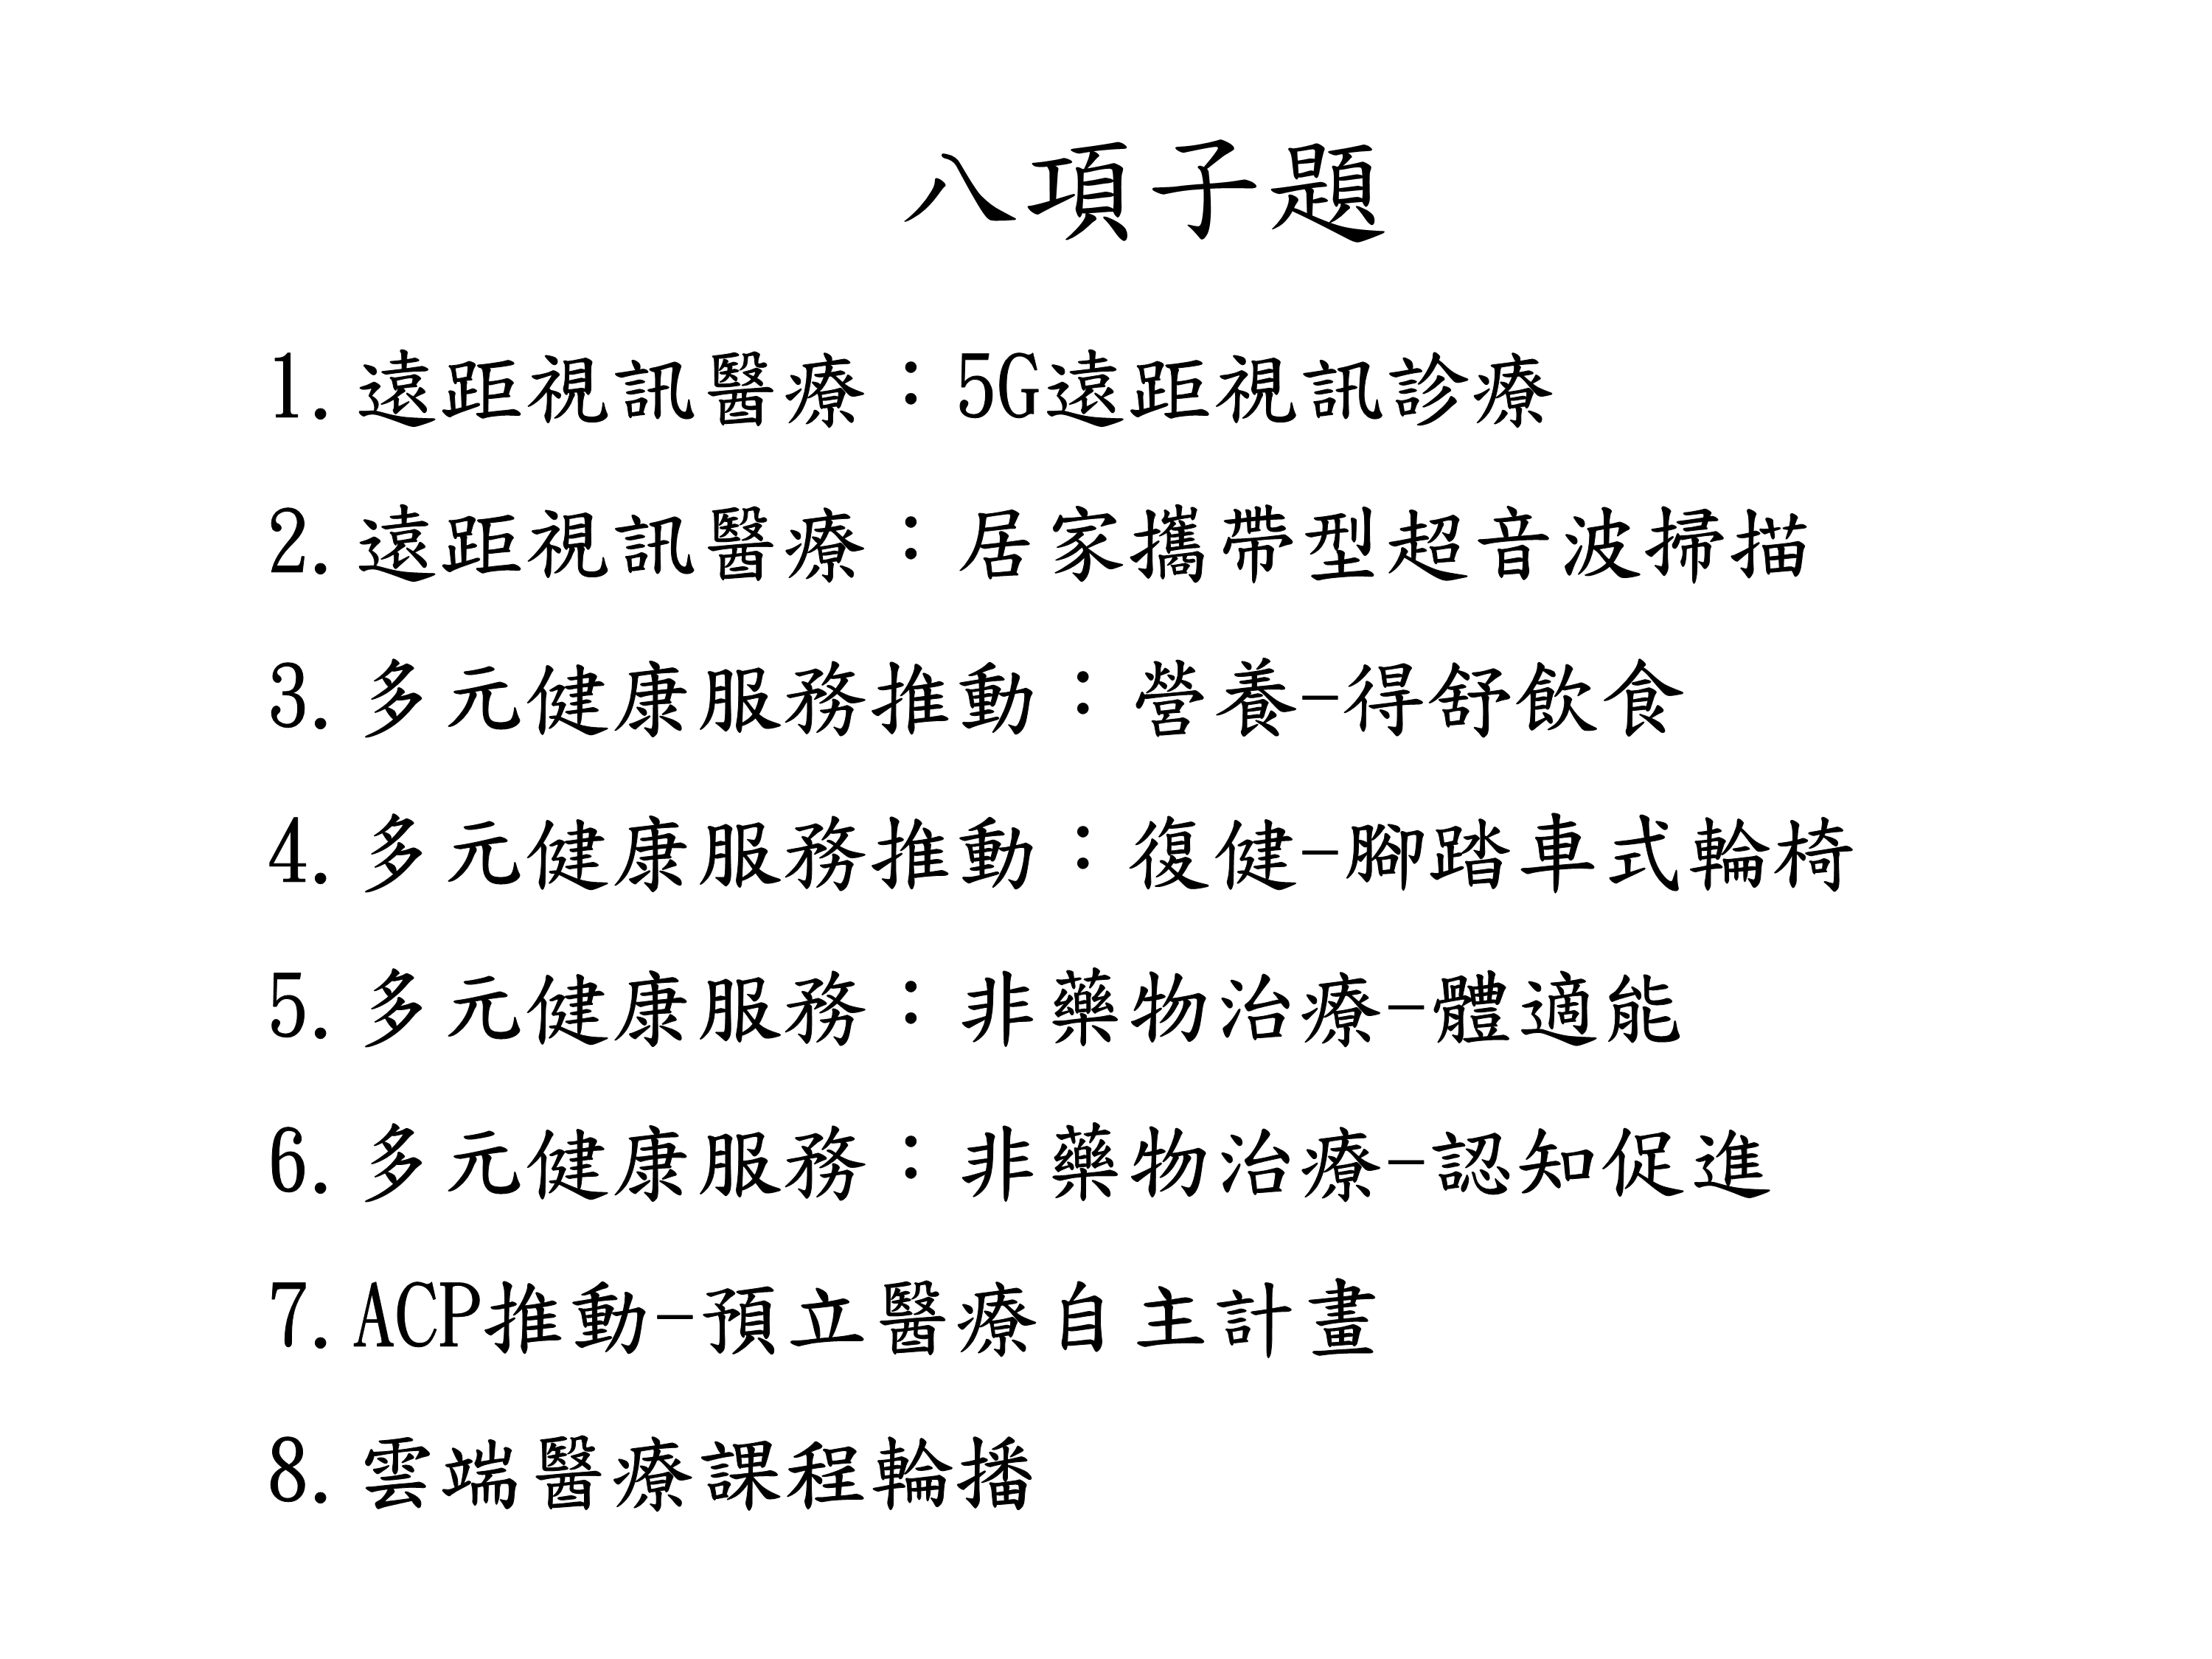 八項子題
1.遠距視訊醫療：5G遠距視訊診療
2.遠距視訊醫療：居家攜帶型超音波掃描
3.多元健康服務推動：營養-得舒飲食
4.多元健康服務推動：復健-腳踏車式輪椅
5.多元健康服務：非藥物治療-體適能
6.多元健康服務：非藥物治療-認知促進
7.ACP推動-預立醫療自主計畫
8.雲端醫療課程輪播